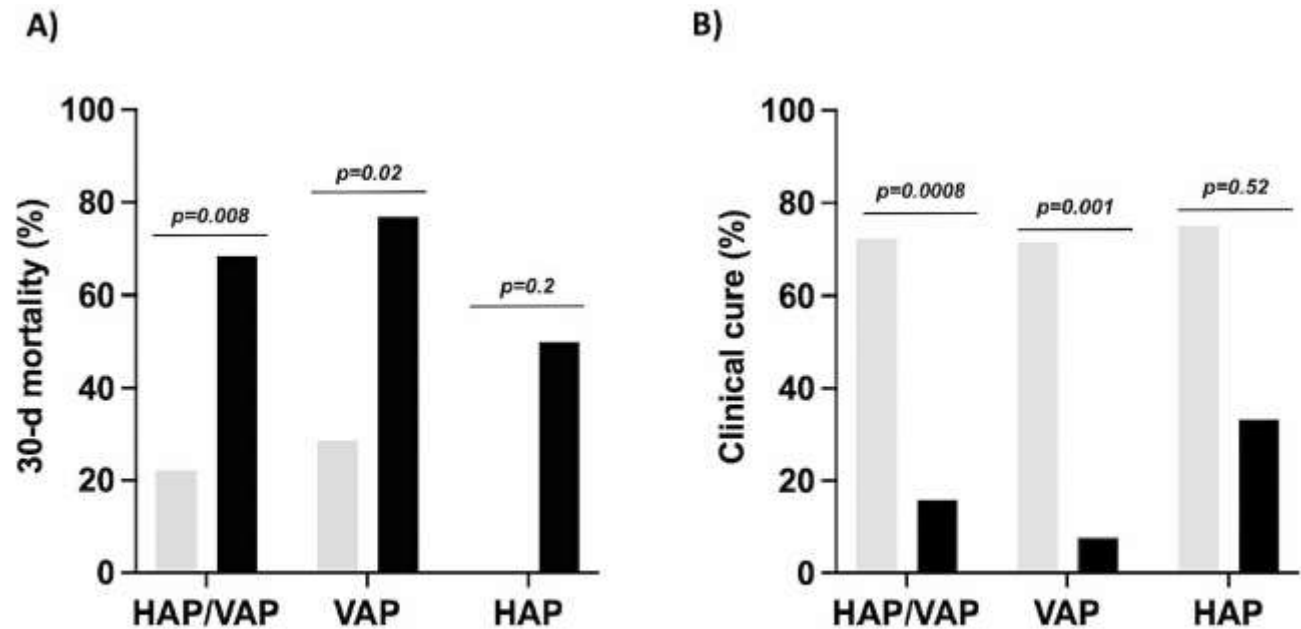 A)
30-d mortality (%)
100
80
60
40
20
0
p=0.008
p=0.02
p=0.2
HAP/VAP
VAP
HAP
B)
Clinical cure (%)
100
80
60
40
20
0
p=0.0008
p=0.001
p=0.52
HAP/VAP
VAP
HAP